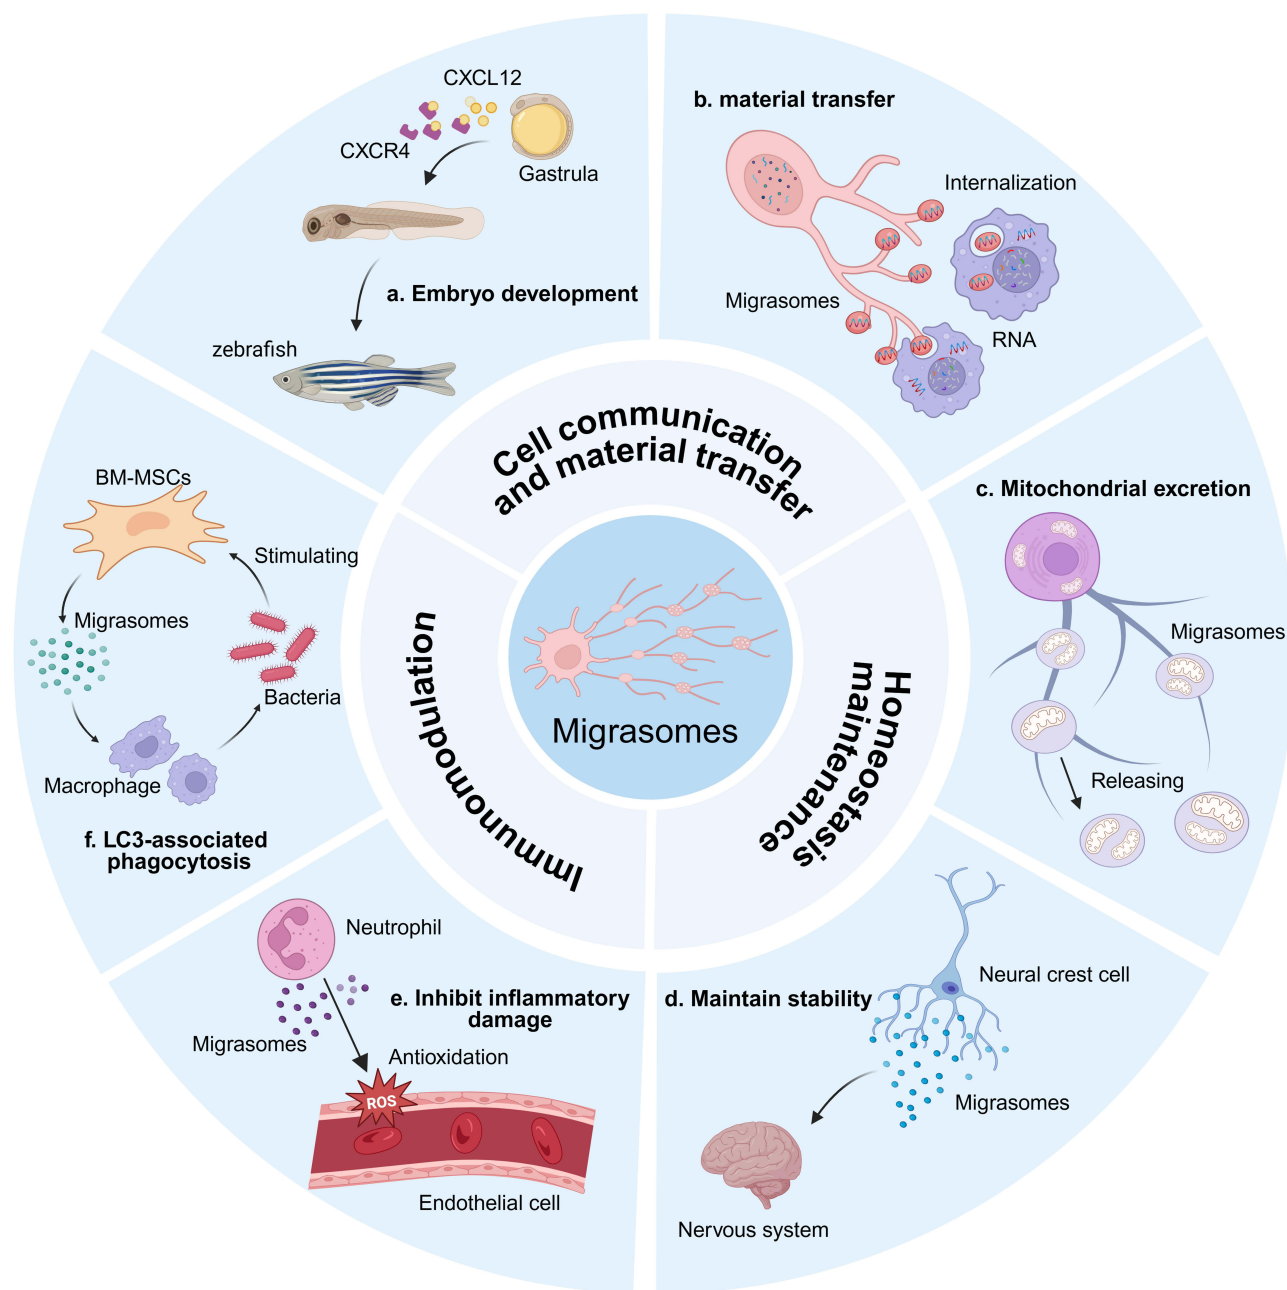 CXCL12
CXCR4
Gastrula
a. Embryo development
zebrafish
b. material transfer
Internalization
Migrasomes
RNA
c. Mitochondrial excretion
Migrasomes
Releasing
d. Maintain stability
Neural crest cell
Migrasomes
Nervous system
e. Inhibit inflammatory
damage
Neutrophil
Migrasomes
Antioxidation
ROS
Endothelial cell
f. LC3-associated
phagocytosis
BM-MSCs
Stimulating
Migrasomes
Bacteria
Macrophage
Cell communication
and material transfer
Homeostasis
maintenance
Immunomodulation
Migrasomes